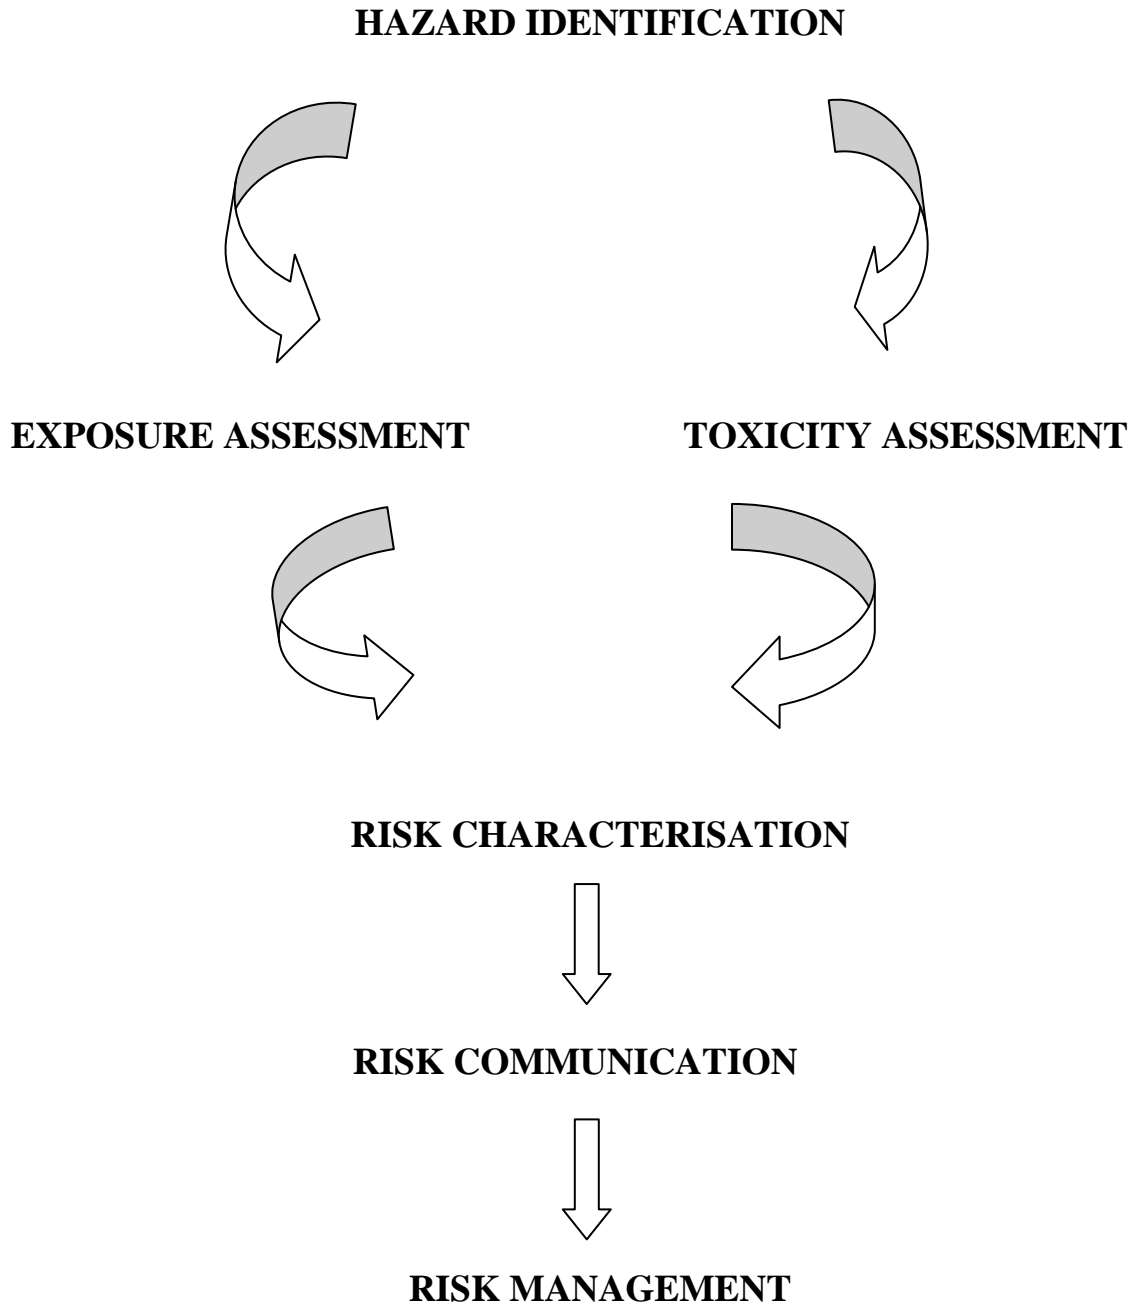 HAZARD IDENTIFICATION
EXPOSURE ASSESSMENT
TOXICITY ASSESSMENT
RISK CHARACTERISATION
RISK COMMUNICATION
RISK MANAGEMENT